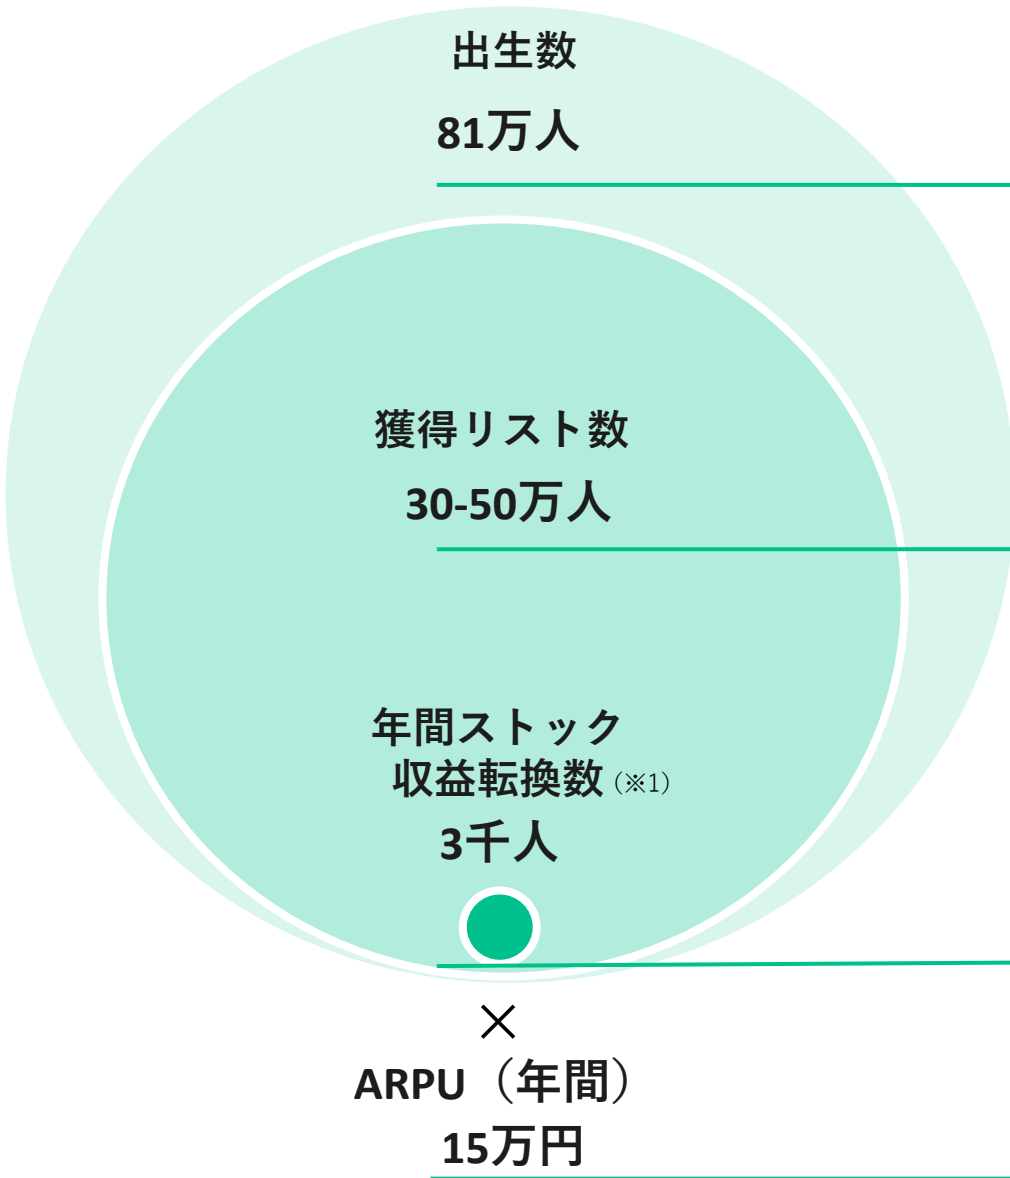 出生数
81万人
獲得リスト数
30-50万人
年間ストック
収益転換数(※1)
3千人
×
ARPU（年間）
15万円